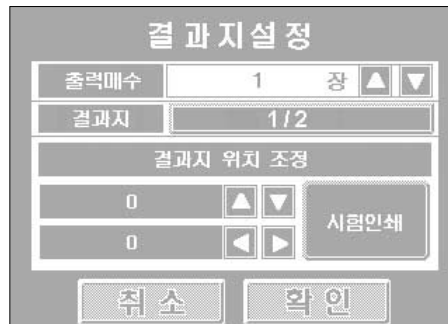 결과지설정
출력매수 1 장
결과지 1/2
결과지 위치 조정
0
0
시험인쇄
취소 확인